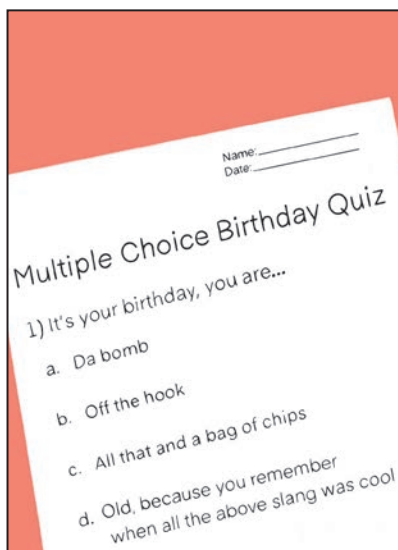 Name:
Date:
Multiple Choice Birthday Quiz
1) It's your birthday, you are...
a. Da bomb
b. Off the hook
c. All that and a bag of chips
d. Old, because you remember
when all the above slang was cool